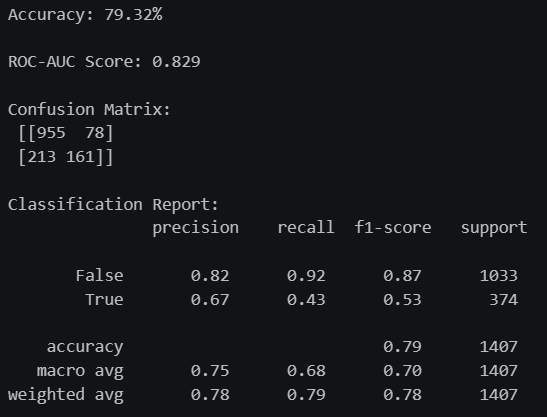 Accuracy: 79.32%
ROC-AUC Score: 0.829
Confusion Matrix:
[[955  78]
[213 161]]
Classification Report:
precision    recall  f1-score   support
False       0.82      0.92      0.87      1033
True       0.67      0.43      0.53       374
accuracy                           0.79      1407
macro avg       0.75      0.68      0.70      1407
weighted avg       0.78      0.79      0.78      1407